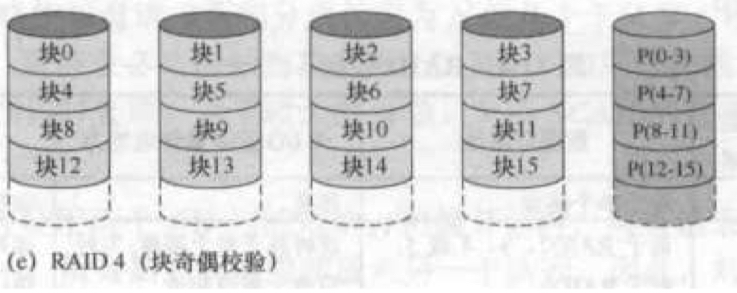 块0 块1 块2 块3 P(0-3)
块4 块5 块6 块7 P(4-7)
块8 块9 块10 块11 P(8-11)
块12 块13 块14 块15 P(12-15)
(e) RAID 4（块奇偶校验）